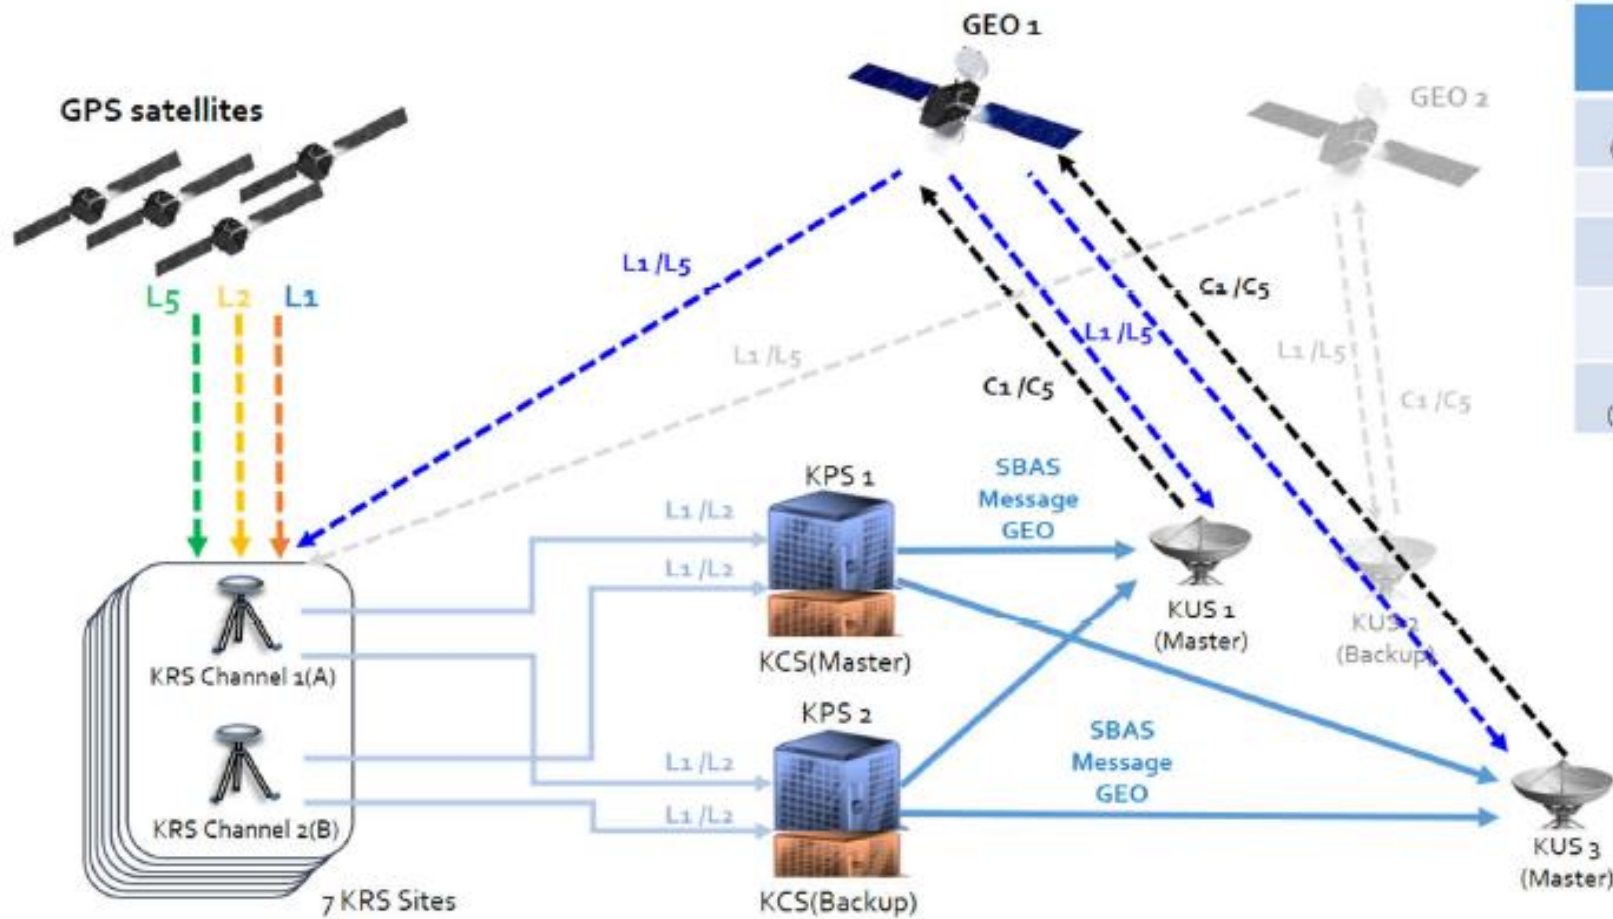 GEO 1
GEO 2
GPS satellites
L5 L2 L1
L1 /L5
L1 /L5
C1 /C5
L1 /L5
C1 /C5
L1 /L5
C1 /C5
KPS 1
SBAS
Message
GEO
L1 /L2
L1 /L2
KCS(Master)
KUS 1
(Master)
KUS 2
(Backup)
KRS Channel 1(A)
KPS 2
SBAS
Message
GEO
L1 /L2
L1 /L2
KRS Channel 2(B)
KCS(Backup)
KUS 3
(Master)
7 KRS Sites